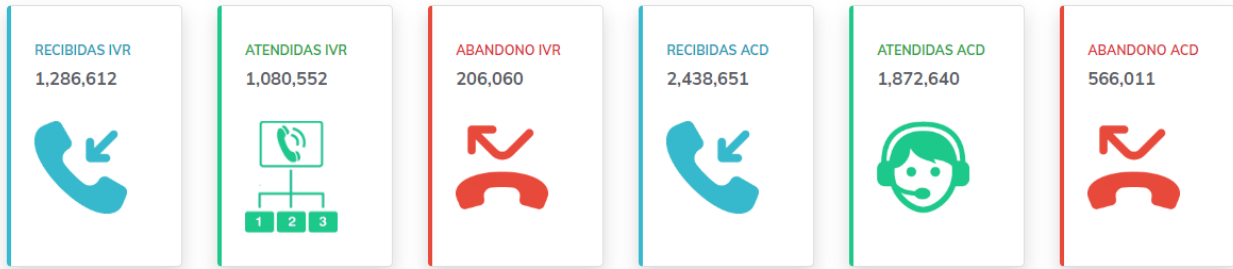 RECIBIDAS IVR
1,286,612
ATENDIDAS IVR
1,080,552
1 2 3
ABANDONO IVR
206,060
RECIBIDAS ACD
2,438,651
ATENDIDAS ACD
1,872,640
ABANDONO ACD
566,011